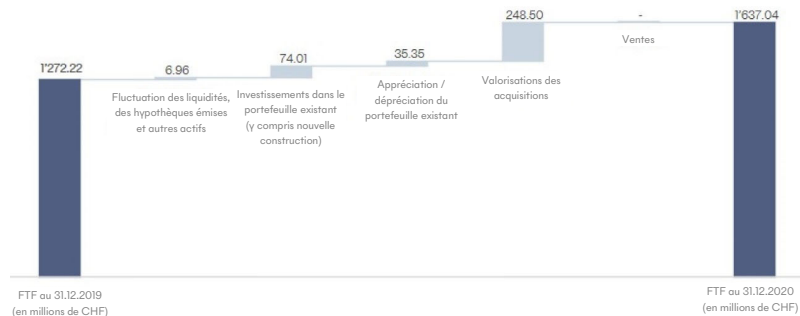 1'272.22
6.96
74.01
35.35
248.50
-
1'637.04
Fluctuation des liquidités,
des hypothèques émises
et autres actifs
Investissements dans le
portefeuille existant
(y compris nouvelle
construction)
Appréciation /
dépréciation du
portefeuille existant
Valorisations des
acquisitions
Ventes
FTF au 31.12.2019
(en millions de CHF)
FTF au 31.12.2020
(en millions de CHF)